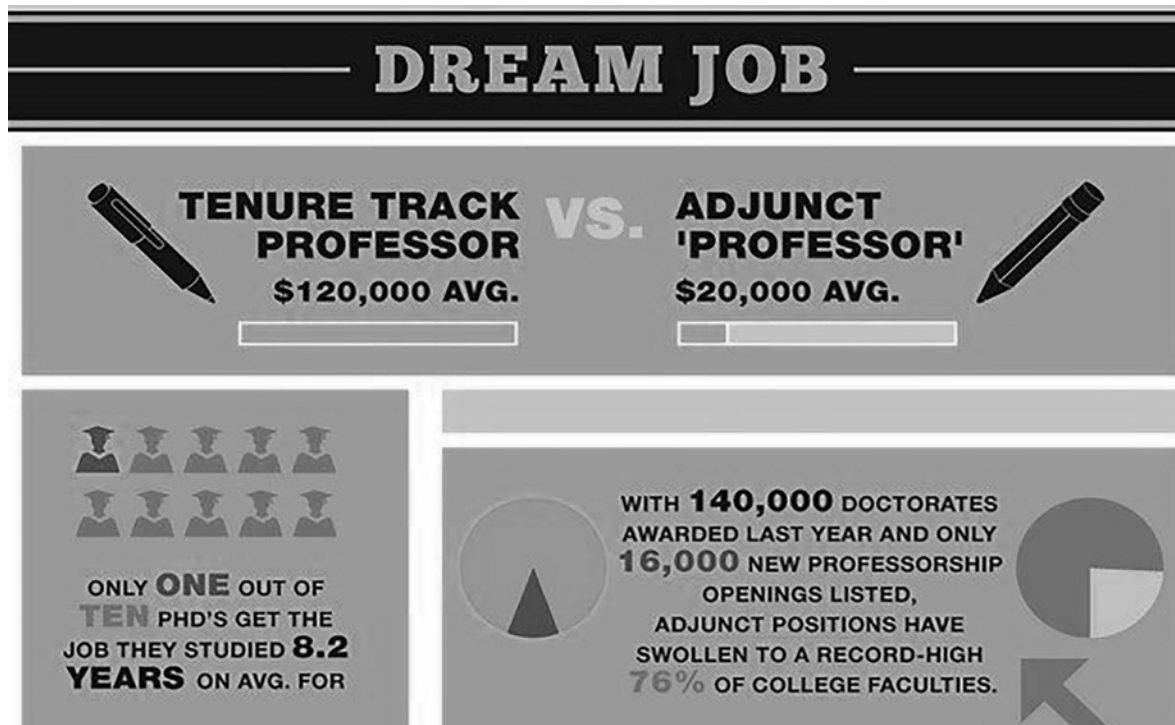 DREAM JOB
TENURE TRACK
PROFESSOR
$120,000 AVG.
VS.
ADJUNCT
'PROFESSOR'
$20,000 AVG.
ONLY ONE OUT OF
TEN PHD'S GET THE
JOB THEY STUDIED 8.2
YEARS ON AVG. FOR
WITH 140,000 DOCTORATES
AWARDED LAST YEAR AND ONLY
16,000 NEW PROFESSORSHIP
OPENINGS LISTED,
ADJUNCT POSITIONS HAVE
SWOLLEN TO A RECORD-HIGH
76% OF COLLEGE FACULTIES.